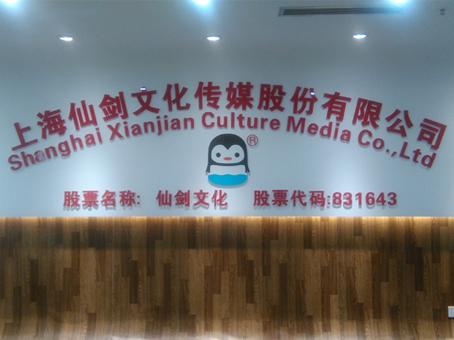 上海仙剑文化传媒股份有限公司
Shanghai Xianjian Culture Media Co.,Ltd
®
股票名称: 仙剑文化 股票代码:831643